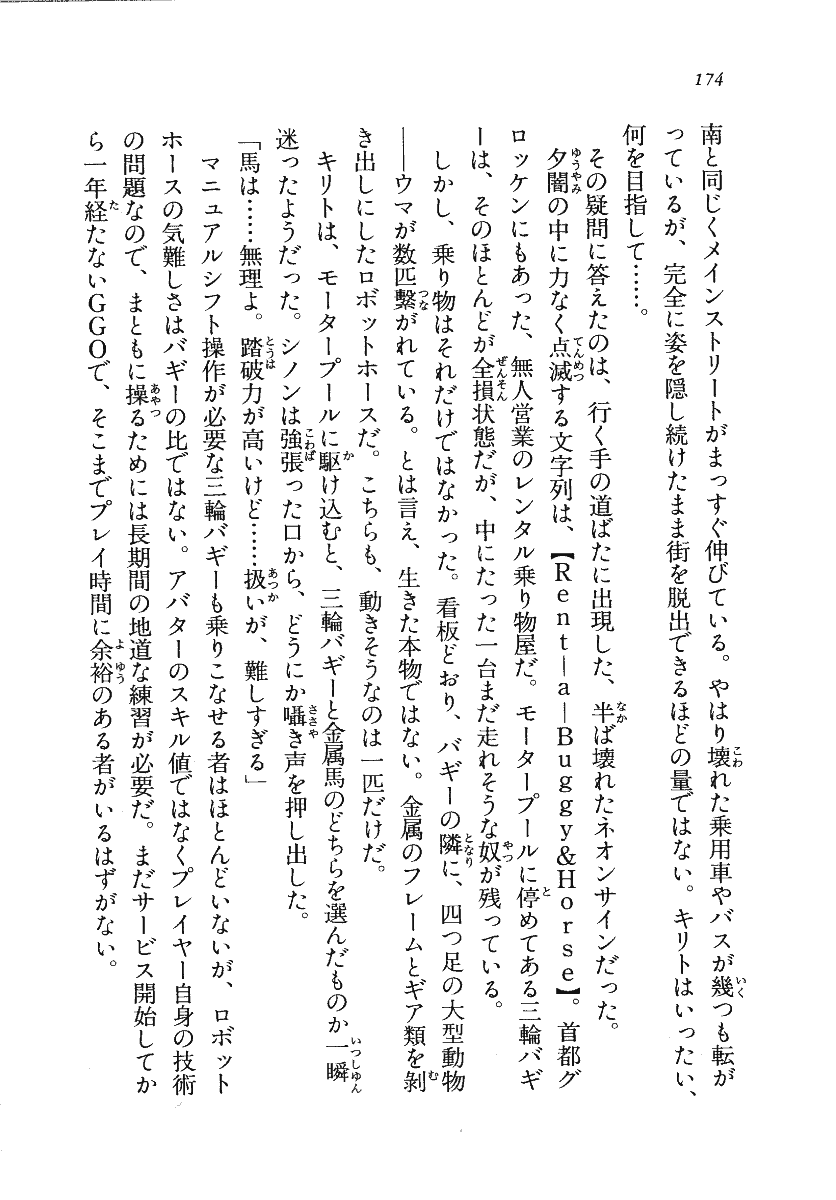 174
南と同じくメインストリートがまっすぐ伸びている。やはり壊れた乗用車やバスが幾つも転が
っているが、完全に姿を隠し続けたまま街を脱出できるほどの量ではない。キリトはいったい、
何を目指して……。
その疑問に答えたのは、行く手の道ばたに出現した、半ば壊れたネオンサインだった。
夕闇の中に力なく点滅する文字列は、【Rent―a―Buggy&Horse】。首都グ
ロッケンにもあった、無人営業のレンタル乗り物屋だ。モータープールに停めてある三輪バギ
ーは、そのほとんどが全損状態だが、中にたった一台まだ走れそうな奴が残っている。
しかし、乗り物はそれだけではなかった。看板どおり、バギーの隣に、四つ足の大型動物
――ウマが数匹繋がれている。とは言え、生きた本物ではない。金属のフレームとギア類を剝
き出しにしたロボットホースだ。こちらも、動きそうなのは一匹だけだ。
キリトは、モータープールに駆け込むと、三輪バギーと金属馬のどちらを選んだものか一瞬
迷ったようだった。シノンは強張った口から、どうにか囁き声を押し出した。
「馬は……無理よ。踏破力が高いけど……扱いが、難しすぎる」
マニュアルシフト操作が必要な三輪バギーも乗りこなせる者はほとんどいないが、ロボット
ホースの気難しさはバギーの比ではない。アバターのスキル値ではなくプレイヤー自身の技術
の問題なので、まともに操るためには長期間の地道な練習が必要だ。まだサービス開始してか
ら一年経たないGGOで、そこまでプレイ時間に余裕のある者がいるはずがない。